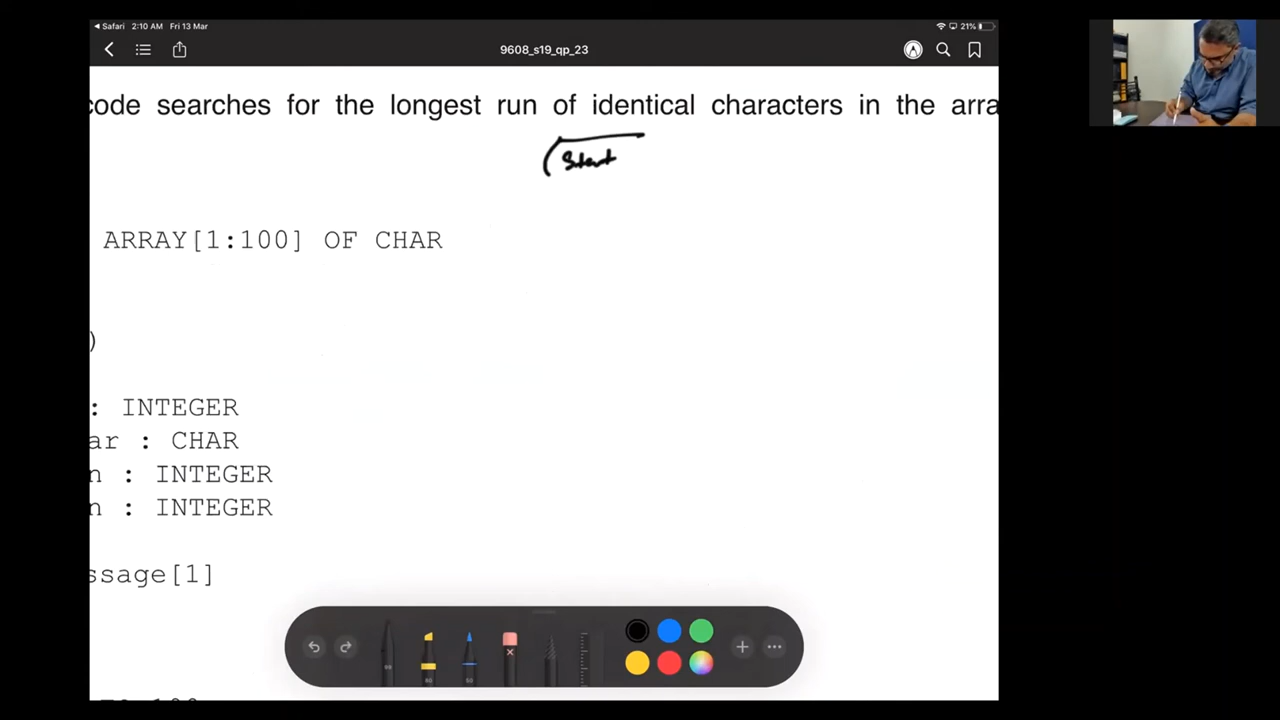 Safari 2:10 AM Fri 13 Mar 21%
9608_s19_qp_23
code searches for the longest run of identical characters in the arra
Start
ARRAY[1:100] OF CHAR
)
: INTEGER
ar : CHAR
n : INTEGER
n : INTEGER
ssage[1]